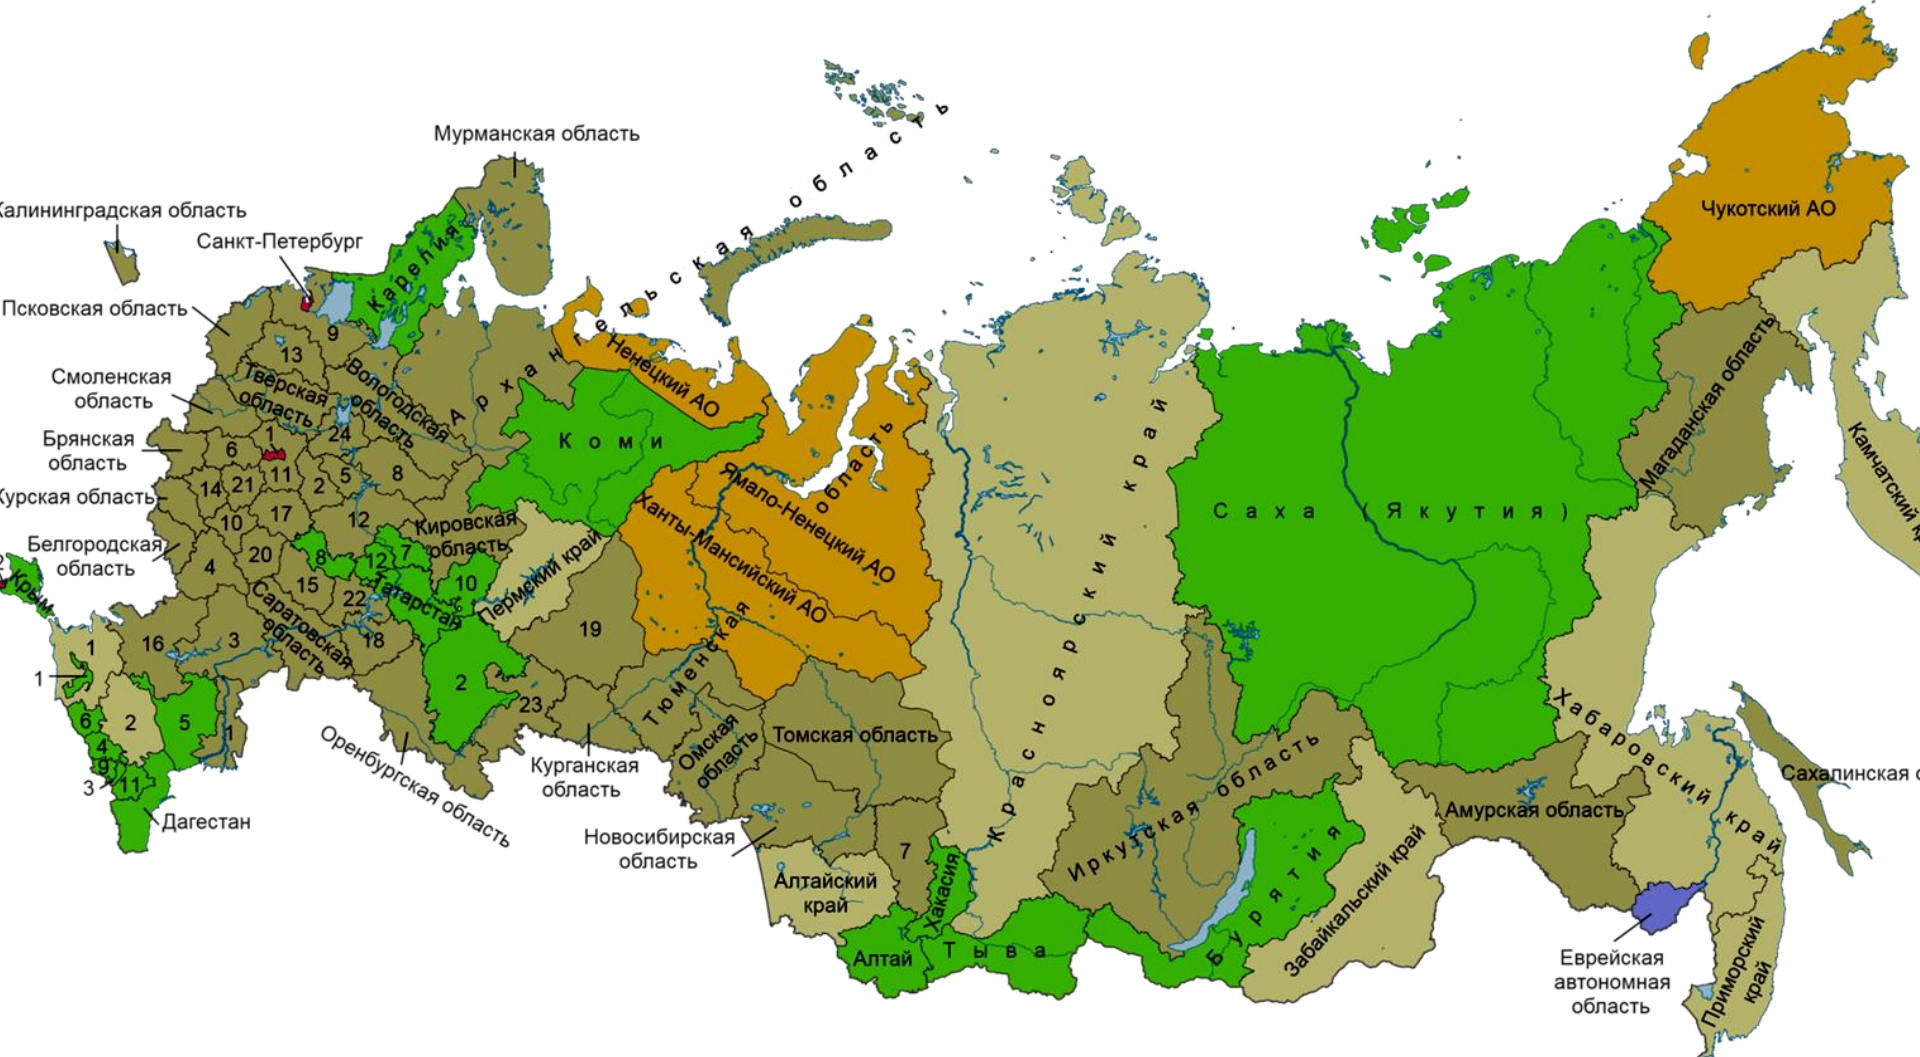 Мурманская область
Калининградская область
Санкт-Петербург
Псковская область
Смоленская
область
Брянская
область
Курская область
Белгородская
область
Крым
2
Карелия
Архангельская область
Ненецкий АО
Вологодская
область
Тверская
область
13
9
24
1
6
11
14
21
2
5
8
10
17
12
4
20
15
22
Саратовская
область
18
16
3
1
1
1
2
5
6
4
9
3
11
Дагестан
8
12
7
Татарстан
10
2
Кировская
область
Коми
Пермский край
19
23
Оренбургская область
Курганская
область
Ханты-Мансийский АО
Ямало-Ненецкий АО
Тюменская область
Омская
область
Томская область
Новосибирская
область
7
Алтайский
край
Алтай
Хакасия
Тыва
Красноярский край
Иркутская область
Бурятия
Забайкальский край
Саха (Якутия)
Чукотский АО
Магаданская область
Камчатский
Хабаровский край
Амурская область
Сахалинская
Еврейская
автономная
область
Приморский
край